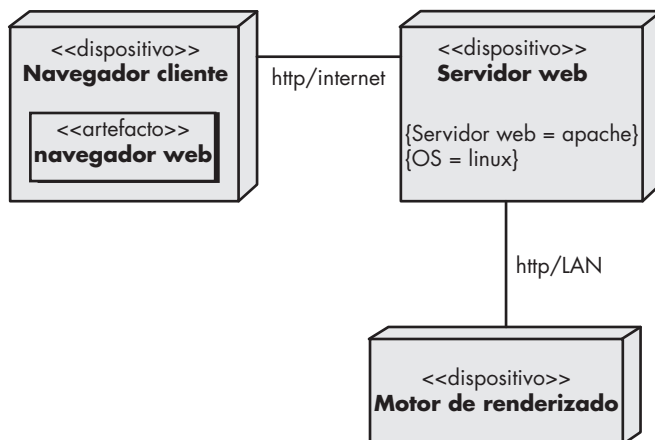 <<dispositivo>>
Navegador cliente
<<artefacto>>
navegador web
http/internet
<<dispositivo>>
Servidor web
{Servidor web = apache}
{OS = linux}
http/LAN
<<dispositivo>>
Motor de renderizado